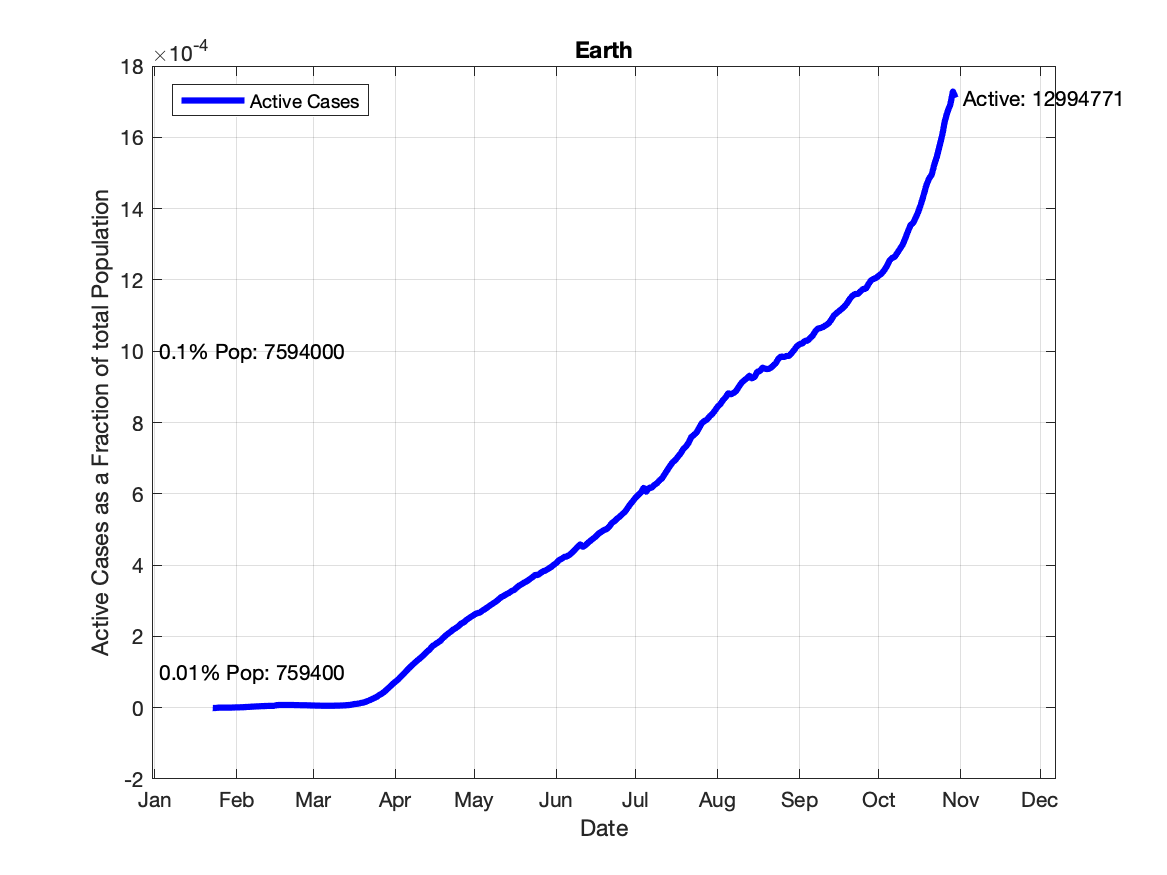 Earth
×10-4
18
16
14
12
10
8
6
4
2
0
-2
Active Cases
Active: 12994771
0.1% Pop: 7594000
0.01% Pop: 759400
Active Cases as a Fraction of total Population
Jan Feb Mar Apr May Jun Jul Aug Sep Oct Nov Dec
Date